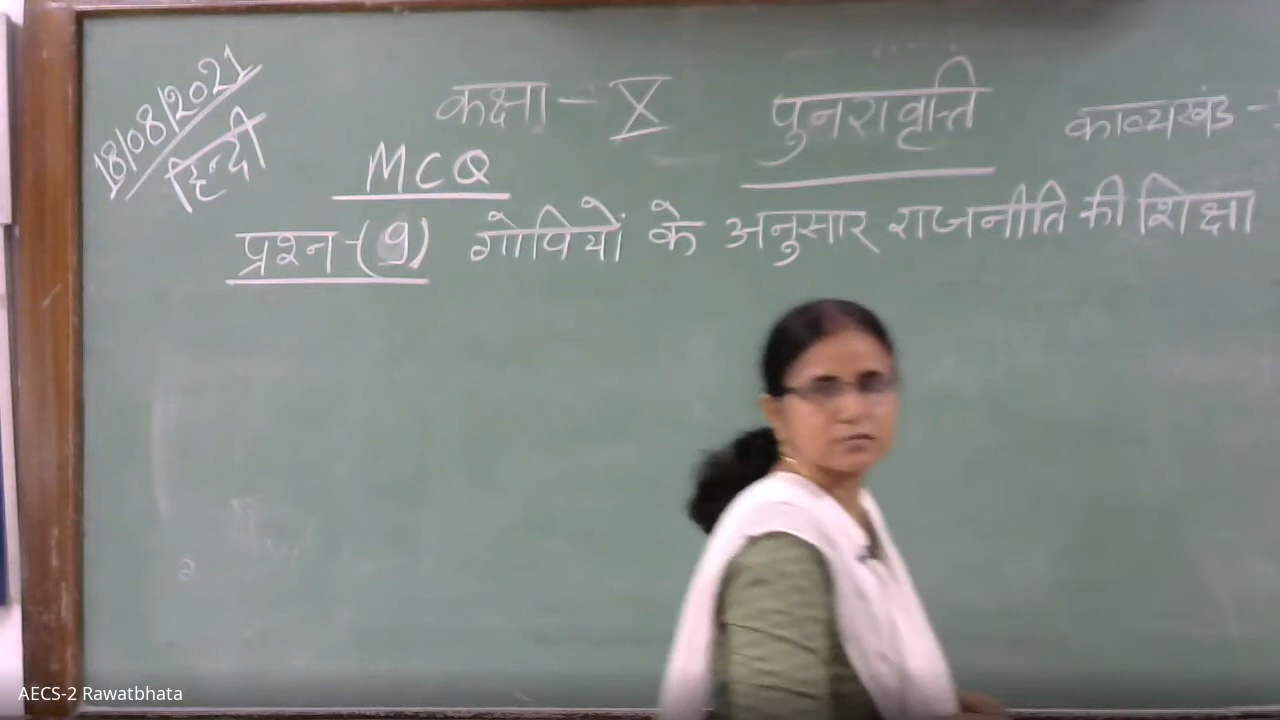 18/08/2021
हिन्दी
कक्षा - X पुनरावृत्ति काव्यखंड -
MCQ
प्रश्न-(9) गोपियों के अनुसार राजनीति की शिक्षा
AECS-2 Rawatbhata